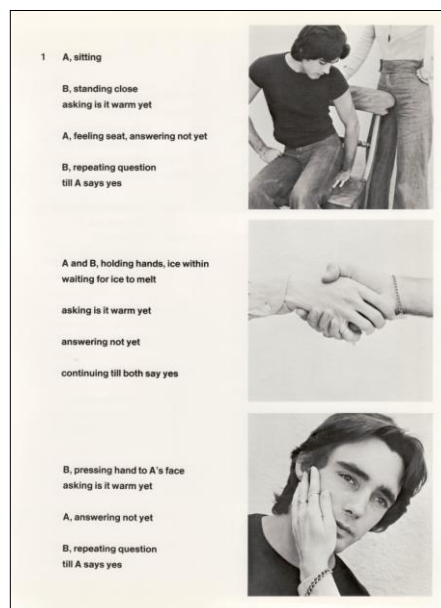 1 A, sitting
B, standing close
asking is it warm yet
A, feeling seat, answering not yet
B, repeating question
till A says yes
A and B, holding hands, ice within
waiting for ice to melt
asking is it warm yet
answering not yet
continuing till both say yes
B, pressing hand to A's face
asking is it warm yet
A, answering not yet
B, repeating question
till A says yes